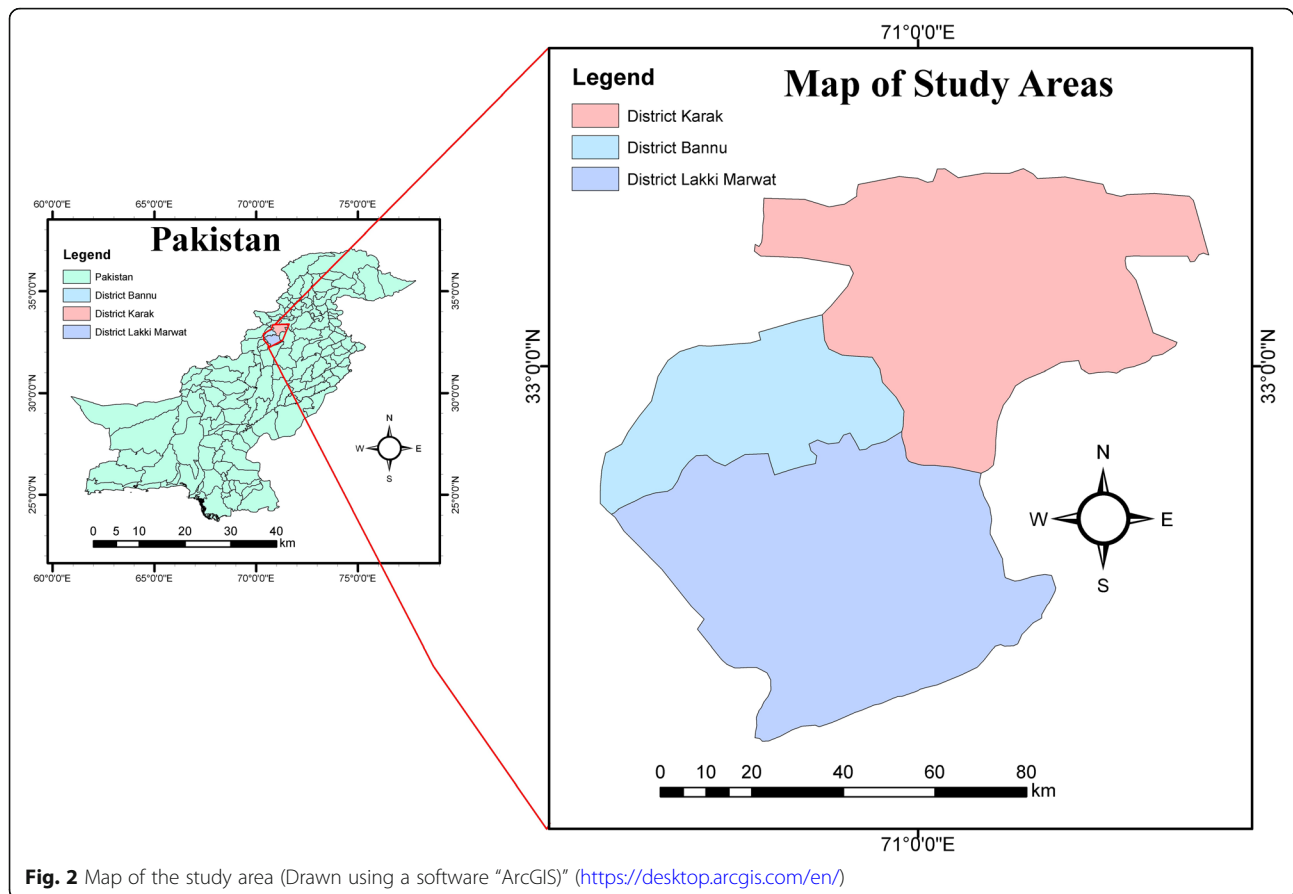 60°0'0"E 65°0'0"E 70°0'0"E 75°0'0"E
Pakistan
Legend
Pakistan
District Bannu
District Karak
District Lakki Marwat
35°0'0"N
30°0'0"N
25°0'0"N
35°0'0"N
30°0'0"N
25°0'0"N
N
W E
S
0 5 10 20 30 40
km
60°0'0"E 65°0'0"E 70°0'0"E 75°0'0"E
71°0'0"E
Legend
Map of Study Areas
District Karak
District Bannu
District Lakki Marwat
33°0'0"N
33°0'0"N
N
W E
S
0 10 20 40 60 80
km
71°0'0"E
Fig. 2 Map of the study area (Drawn using a software “ArcGIS)” (https://desktop.arcgis.com/en/)